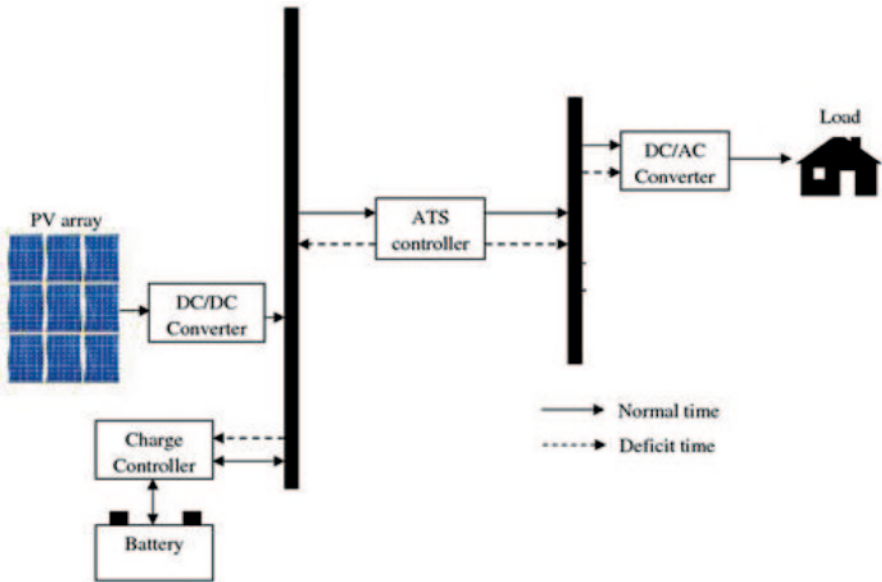 Load
DC/AC
Converter
ATS
controller
PV array
DC/DC
Converter
Normal time
Deficit time
Charge
Controller
Battery